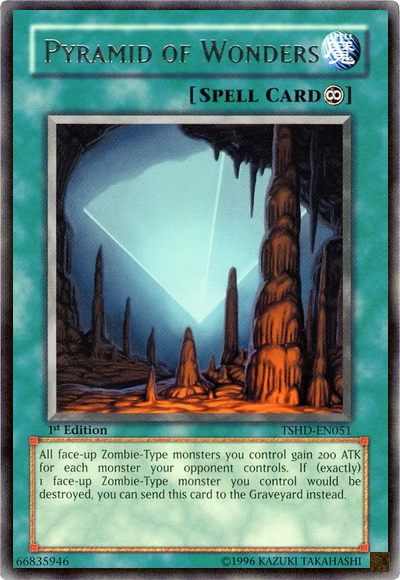 PYRAMID OF WONDERS 魔
[SPELL CARD∞]
1st Edition TSHD-EN051
All face-up Zombie-Type monsters you control gain 200 ATK
for each monster your opponent controls. If (exactly)
1 face-up Zombie-Type monster you control would be
destroyed, you can send this card to the Graveyard instead.
66835946 ©1996 KAZUKI TAKAHASHI